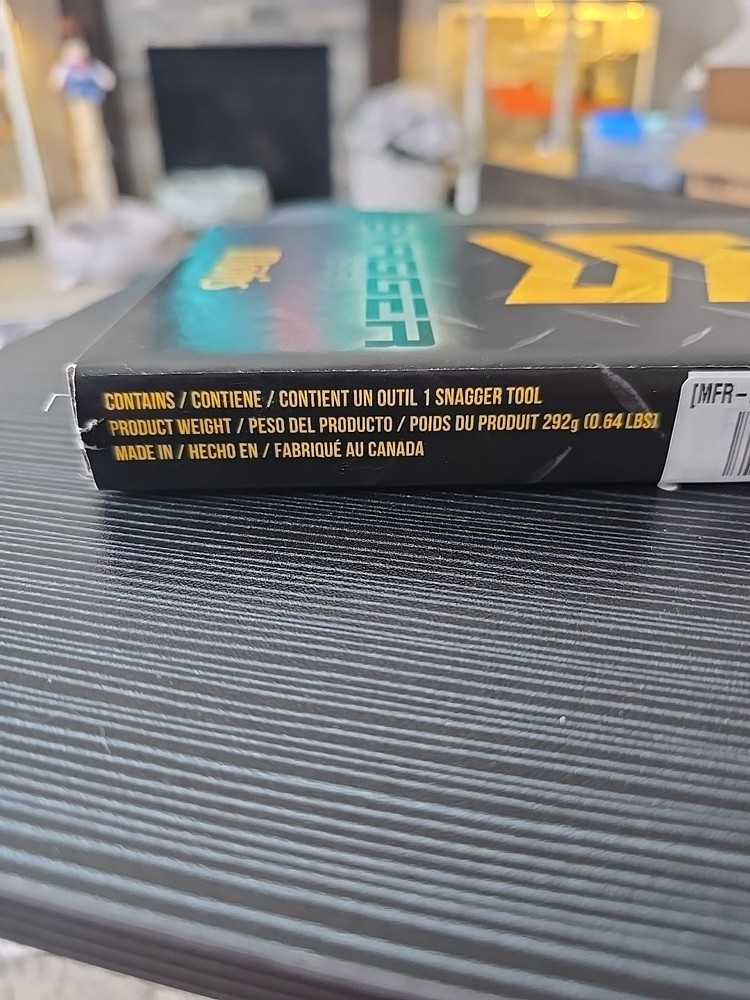 CONTAINS / CONTIENE / CONTIENT UN OUTIL 1 SNAGGER TOOL
PRODUCT WEIGHT / PESO DEL PRODUCTO / POIDS DU PRODUIT 292g (0.64 LBS)
MADE IN / HECHO EN / FABRIQUÉ AU CANADA
[MFR-